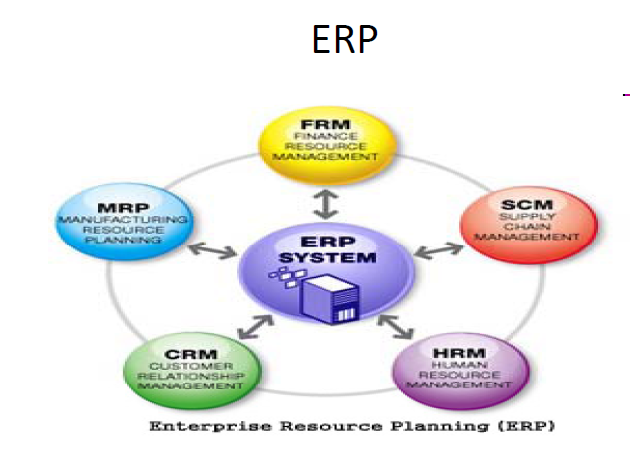 ERP
FRM
FINANCE
RESOURCE
MANAGEMENT
MRP
MANUFACTURING
RESOURCE
PLANNING
SCM
SUPPLY
CHAIN
MANAGEMENT
ERP
SYSTEM
CRM
CUSTOMER
RELATIONSHIP
MANAGEMENT
HRM
HUMAN
RESOURCE
MANAGEMENT
Enterprise Resource Planning (ERP)